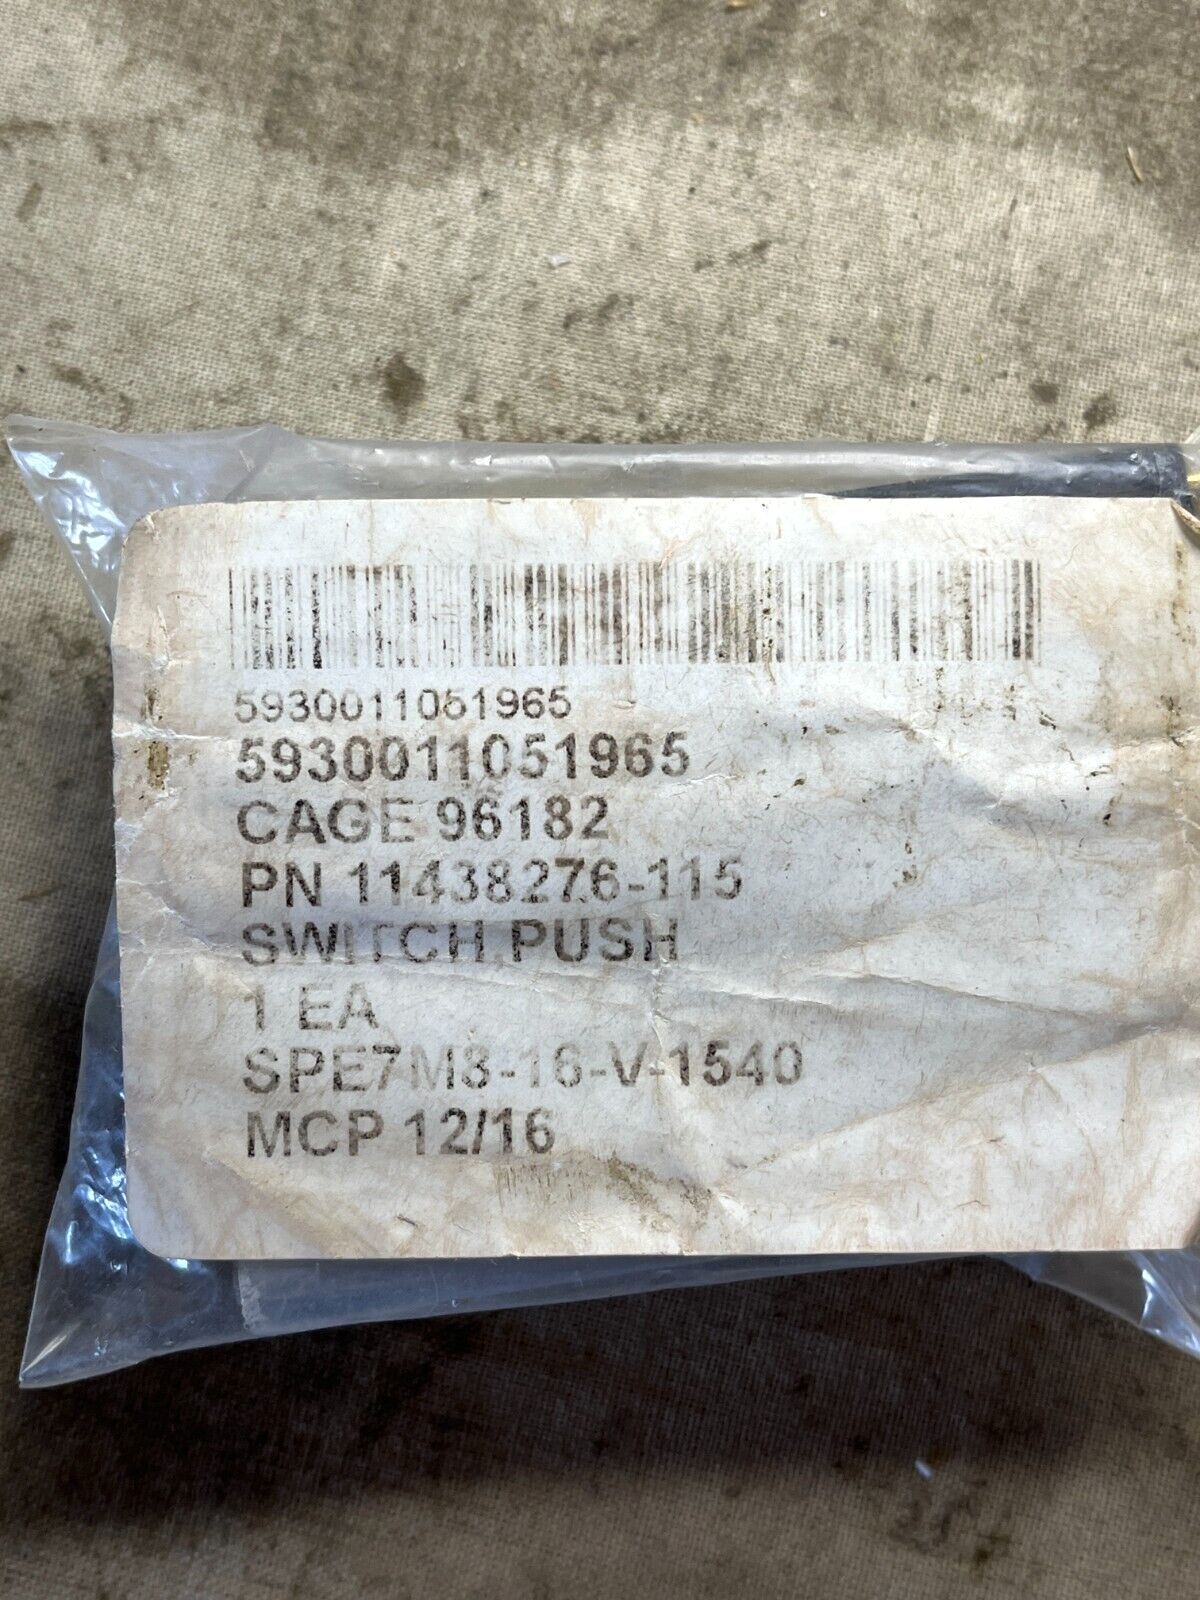 5930011051965
5930011051965
CAGE 96182
PN 11438276-115
SWITCH, PUSH
1 EA
SPE7M3-16-V-1540
MCP 12/16